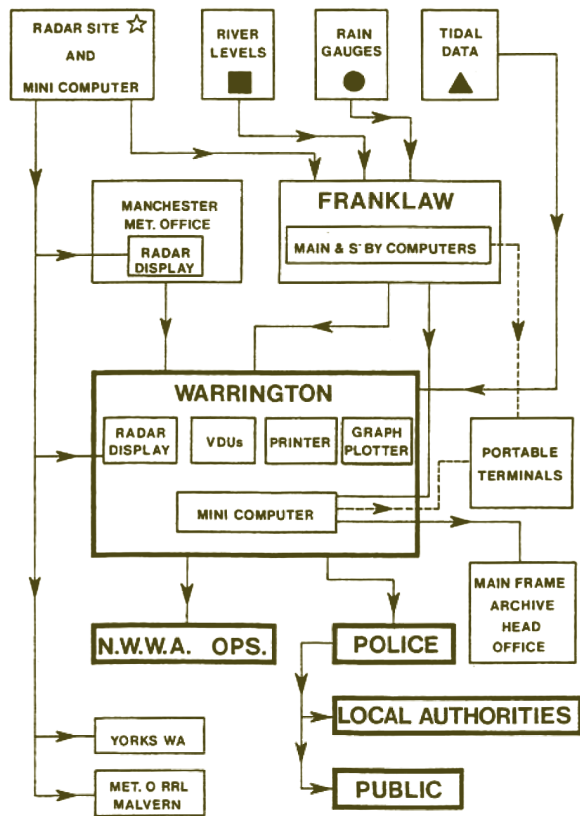 RADAR SITE
AND
MINI COMPUTER
RIVER
LEVELS
RAIN
GAUGES
TIDAL
DATA
MANCHESTER
MET. OFFICE
RADAR
DISPLAY
FRANKLAW
MAIN & S' BY COMPUTERS
WARRINGTON
RADAR
DISPLAY
VDUs
PRINTER
GRAPH
PLOTTER
MINI COMPUTER
PORTABLE
TERMINALS
MAIN FRAME
ARCHIVE
HEAD
OFFICE
N.W.W.A. OPS.
POLICE
LOCAL AUTHORITIES
PUBLIC
YORKS WA
MET. O RRL
MALVERN